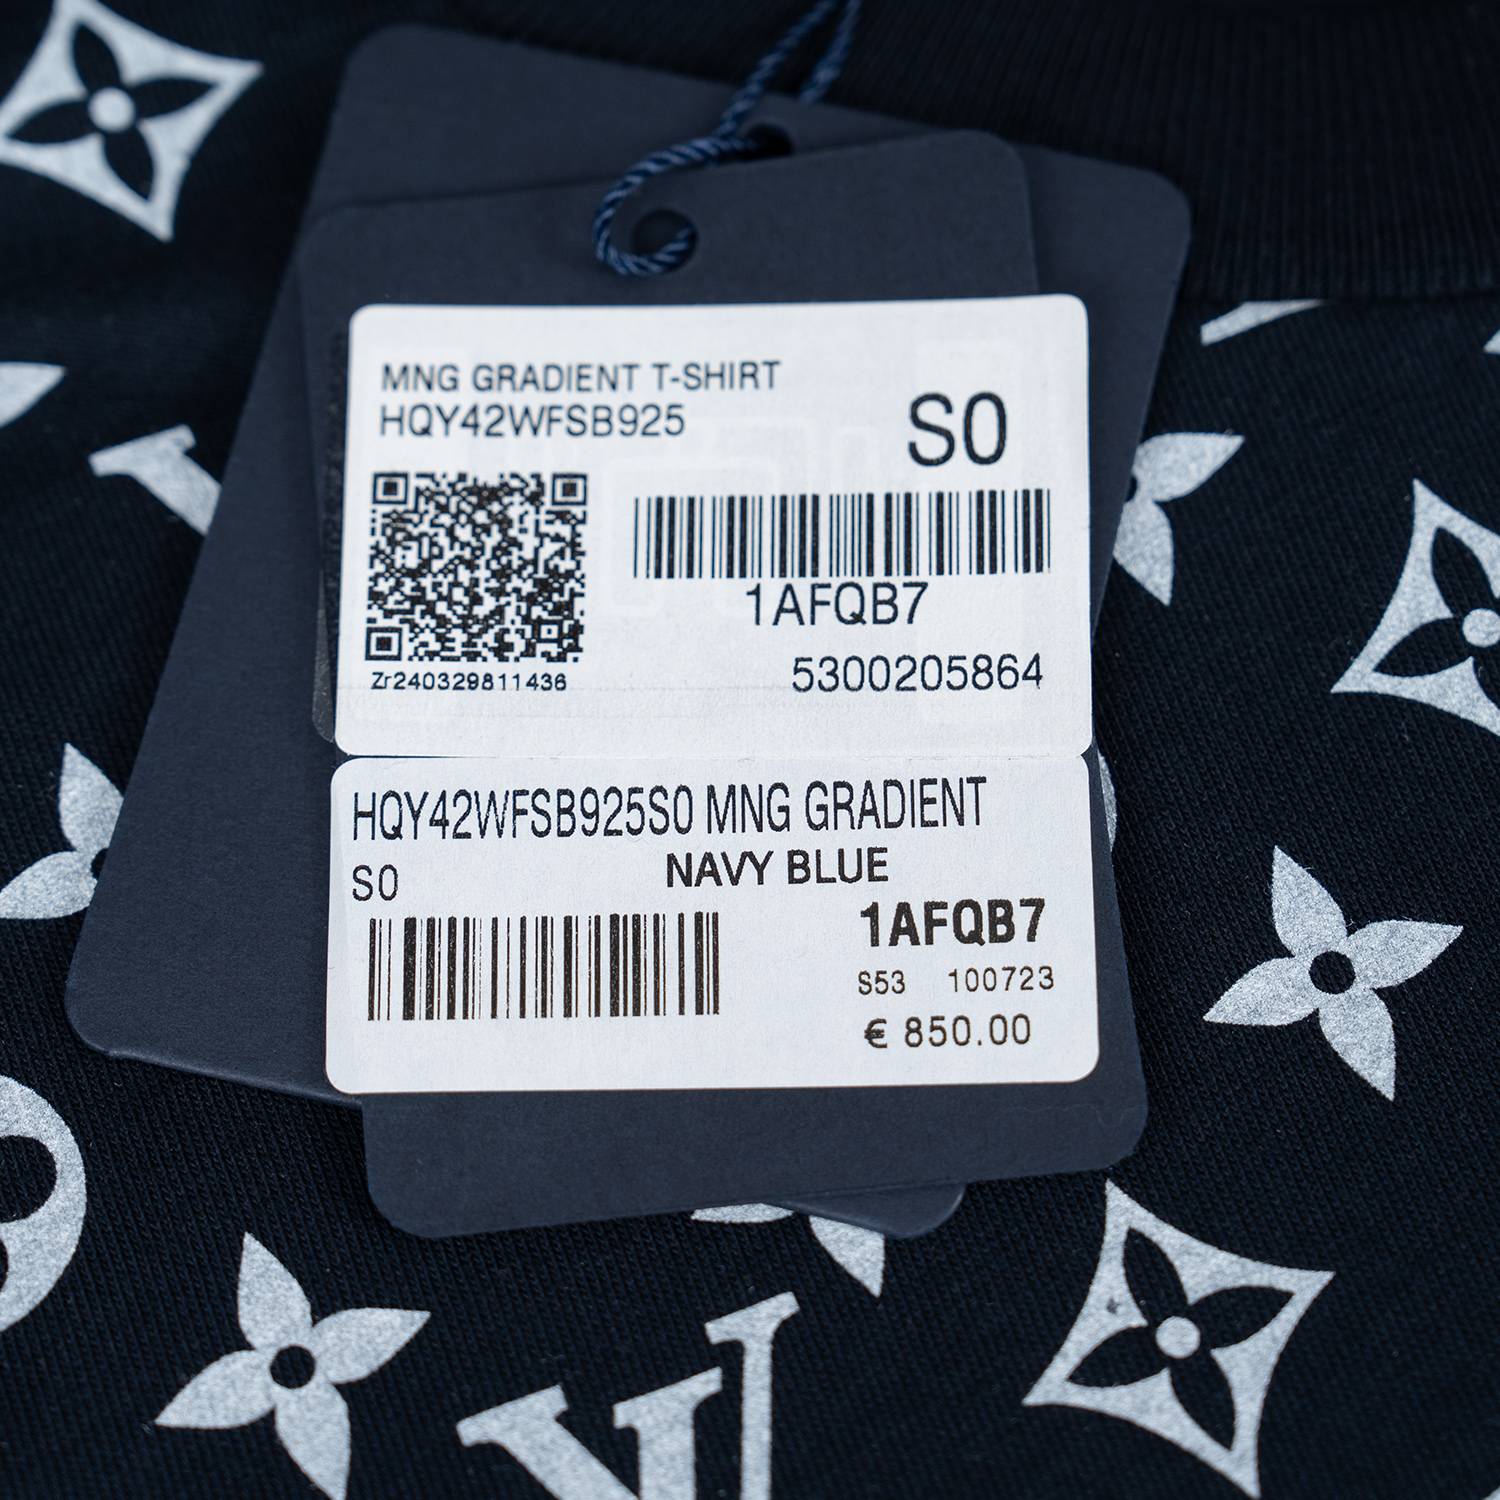 MNG GRADIENT T-SHIRT
HQY42WFSB925
S0
1AFQB7
5300205864
Zr240329811436
HQY42WFSB925S0 MNG GRADIENT
S0 NAVY BLUE
1AFQB7
S53 100723
€ 850.00